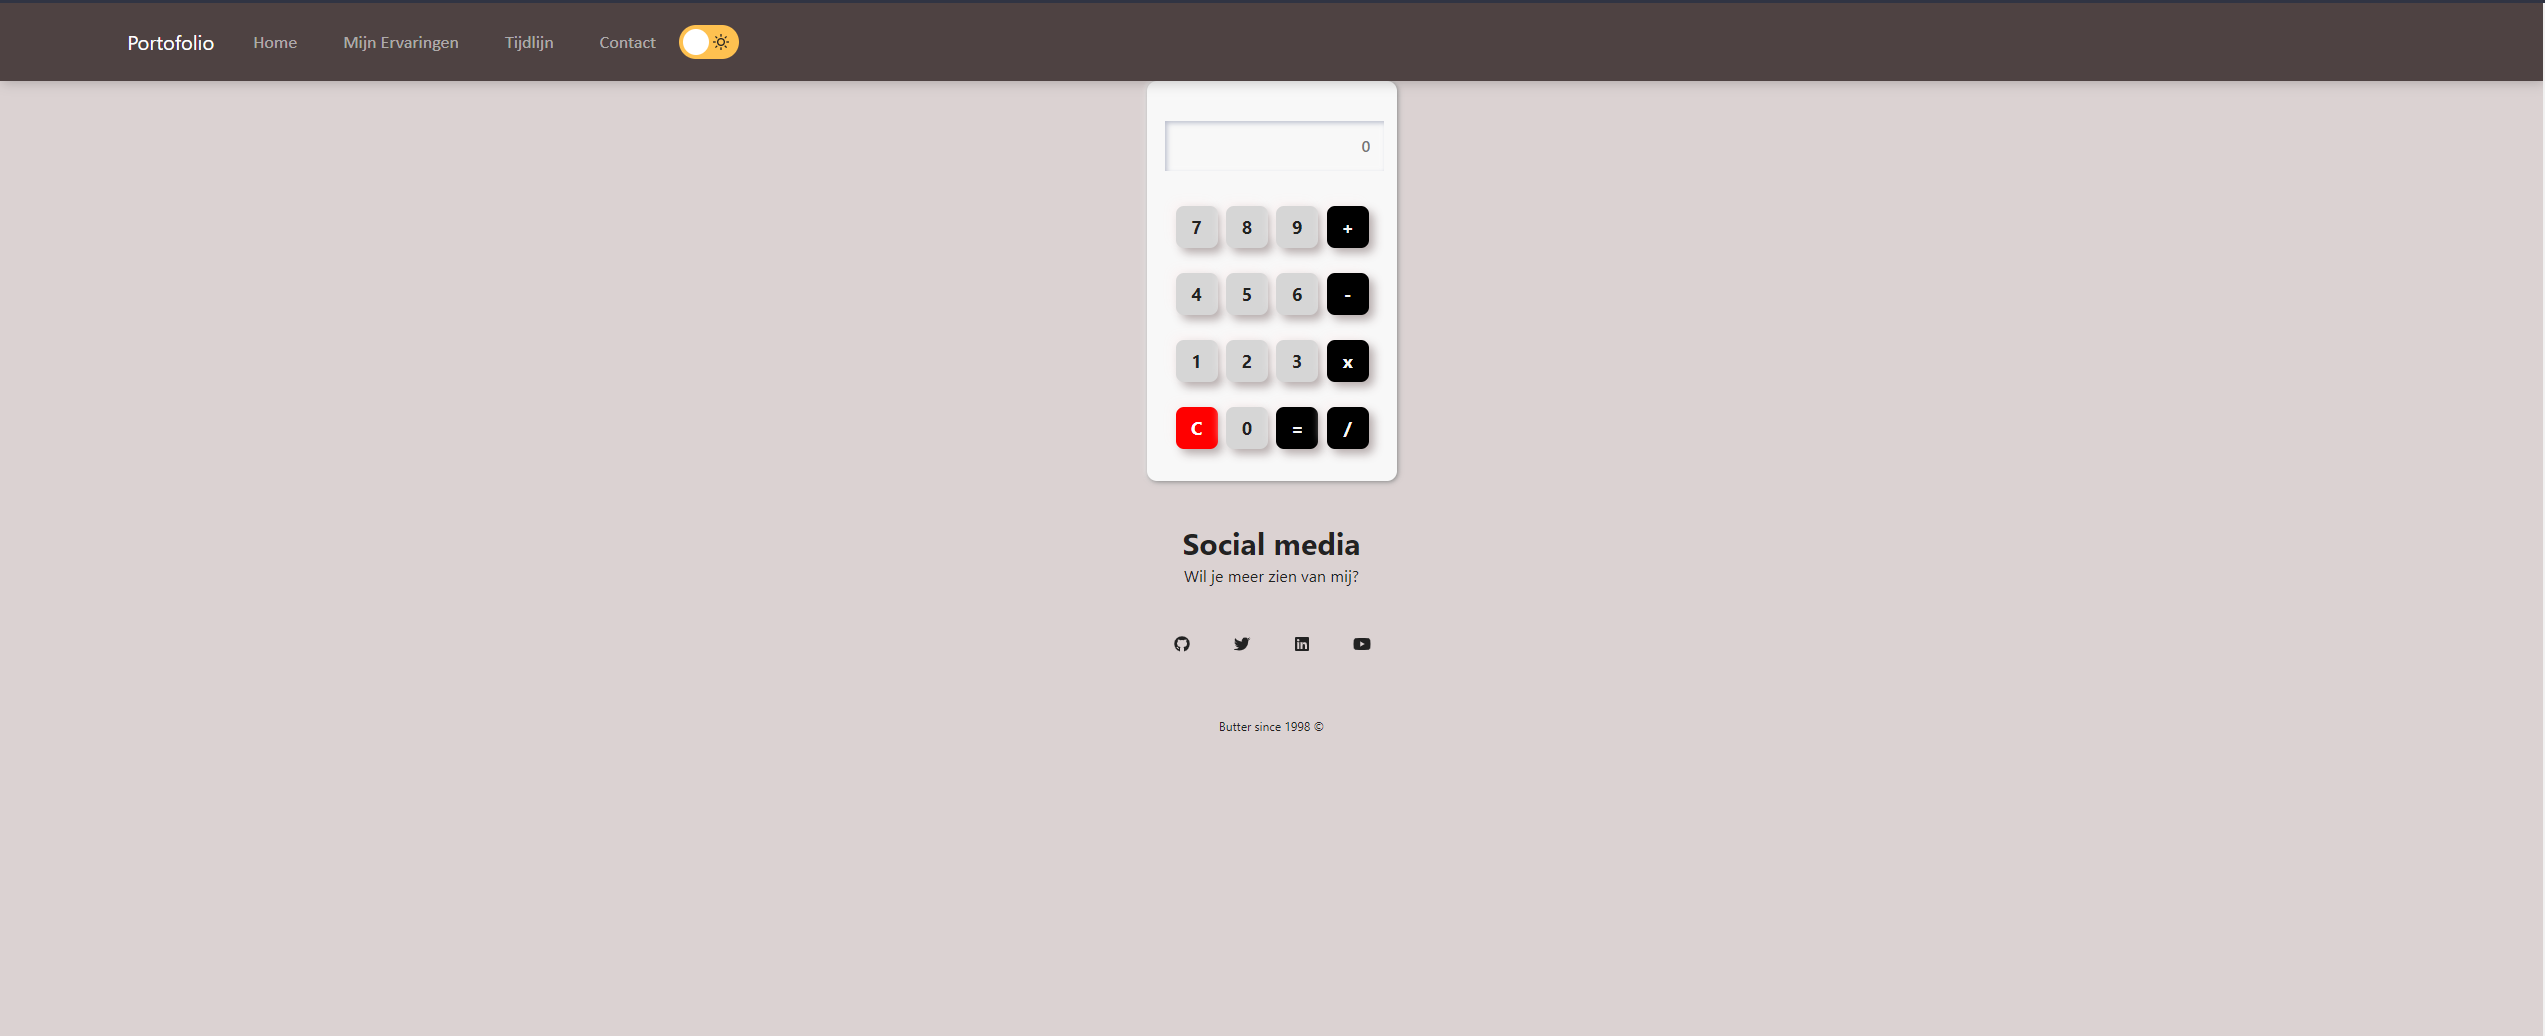 Portofolio Home Mijn Ervaringen Tijdlijn Contact
0
7 8 9 +
4 5 6 -
1 2 3 x
C 0 = /
Social media
Wil je meer zien van mij?
Butter since 1998 ©